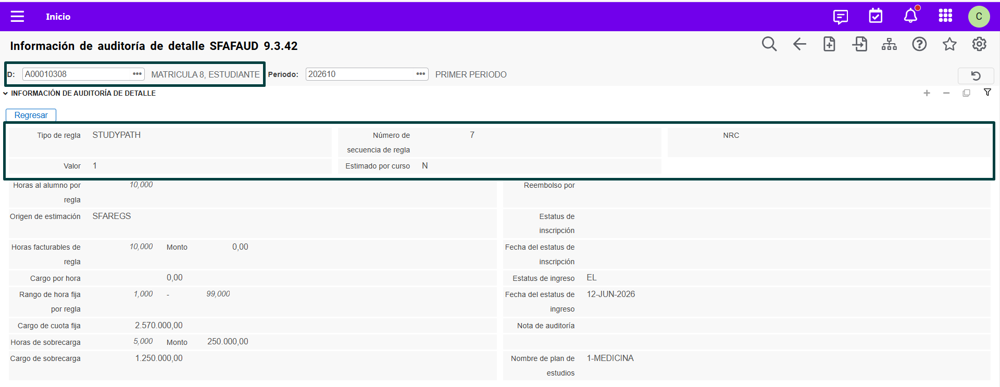 Inicio
C
Información de auditoría de detalle SFAFAUD 9.3.42
D: A00010308 ••• MATRICULA 8, ESTUDIANTE Periodo: 202610 ••• PRIMER PERIODO
INFORMACIÓN DE AUDITORÍA DE DETALLE
Regresar
Tipo de regla STUDYPATH Número de secuencia de regla 7 NRC
Valor 1 Estimado por curso N
Horas al alumno por regla 10,000 Reembolso por
Origen de estimación SFAREGS Estatus de inscripción
Horas facturables de regla 10,000 Monto 0,00 Fecha del estatus de inscripción
Cargo por hora 0,00 Estatus de ingreso EL
Rango de hora fija por regla 1,000 - 99,000 Fecha del estatus de ingreso 12-JUN-2026
Cargo de cuota fija 2.570.000,00 Nota de auditoría
Horas de sobrecarga 5,000 Monto 250.000,00
Cargo de sobrecarga 1.250.000,00 Nombre de plan de estudios 1-MEDICINA